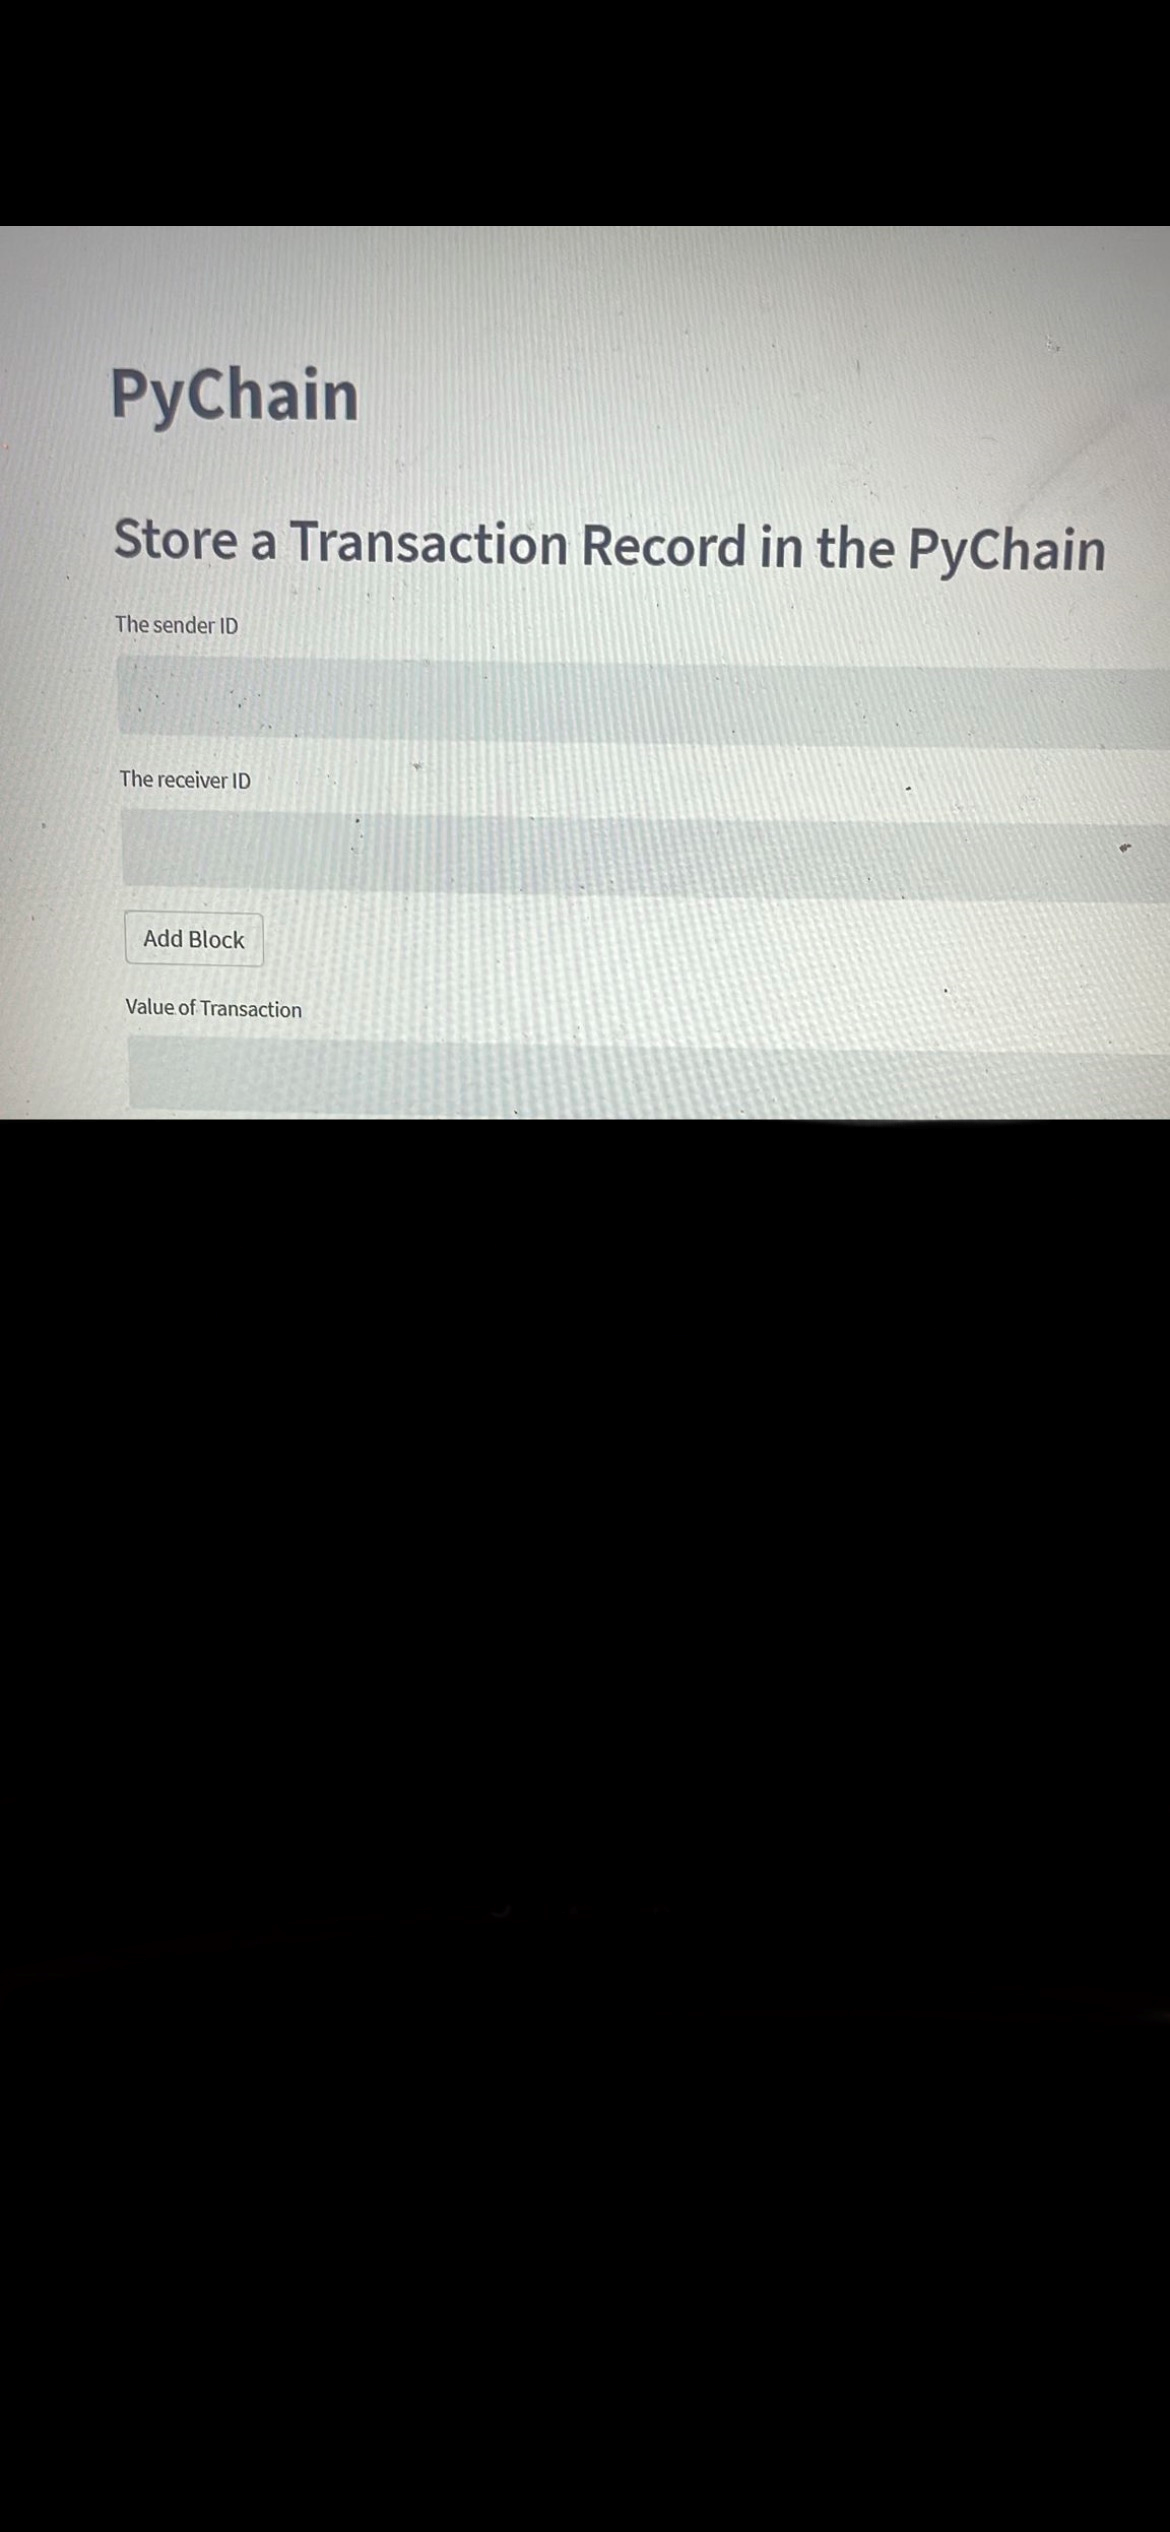 PyChain
Store a Transaction Record in the PyChain
The sender ID
The receiver ID
Add Block
Value of Transaction